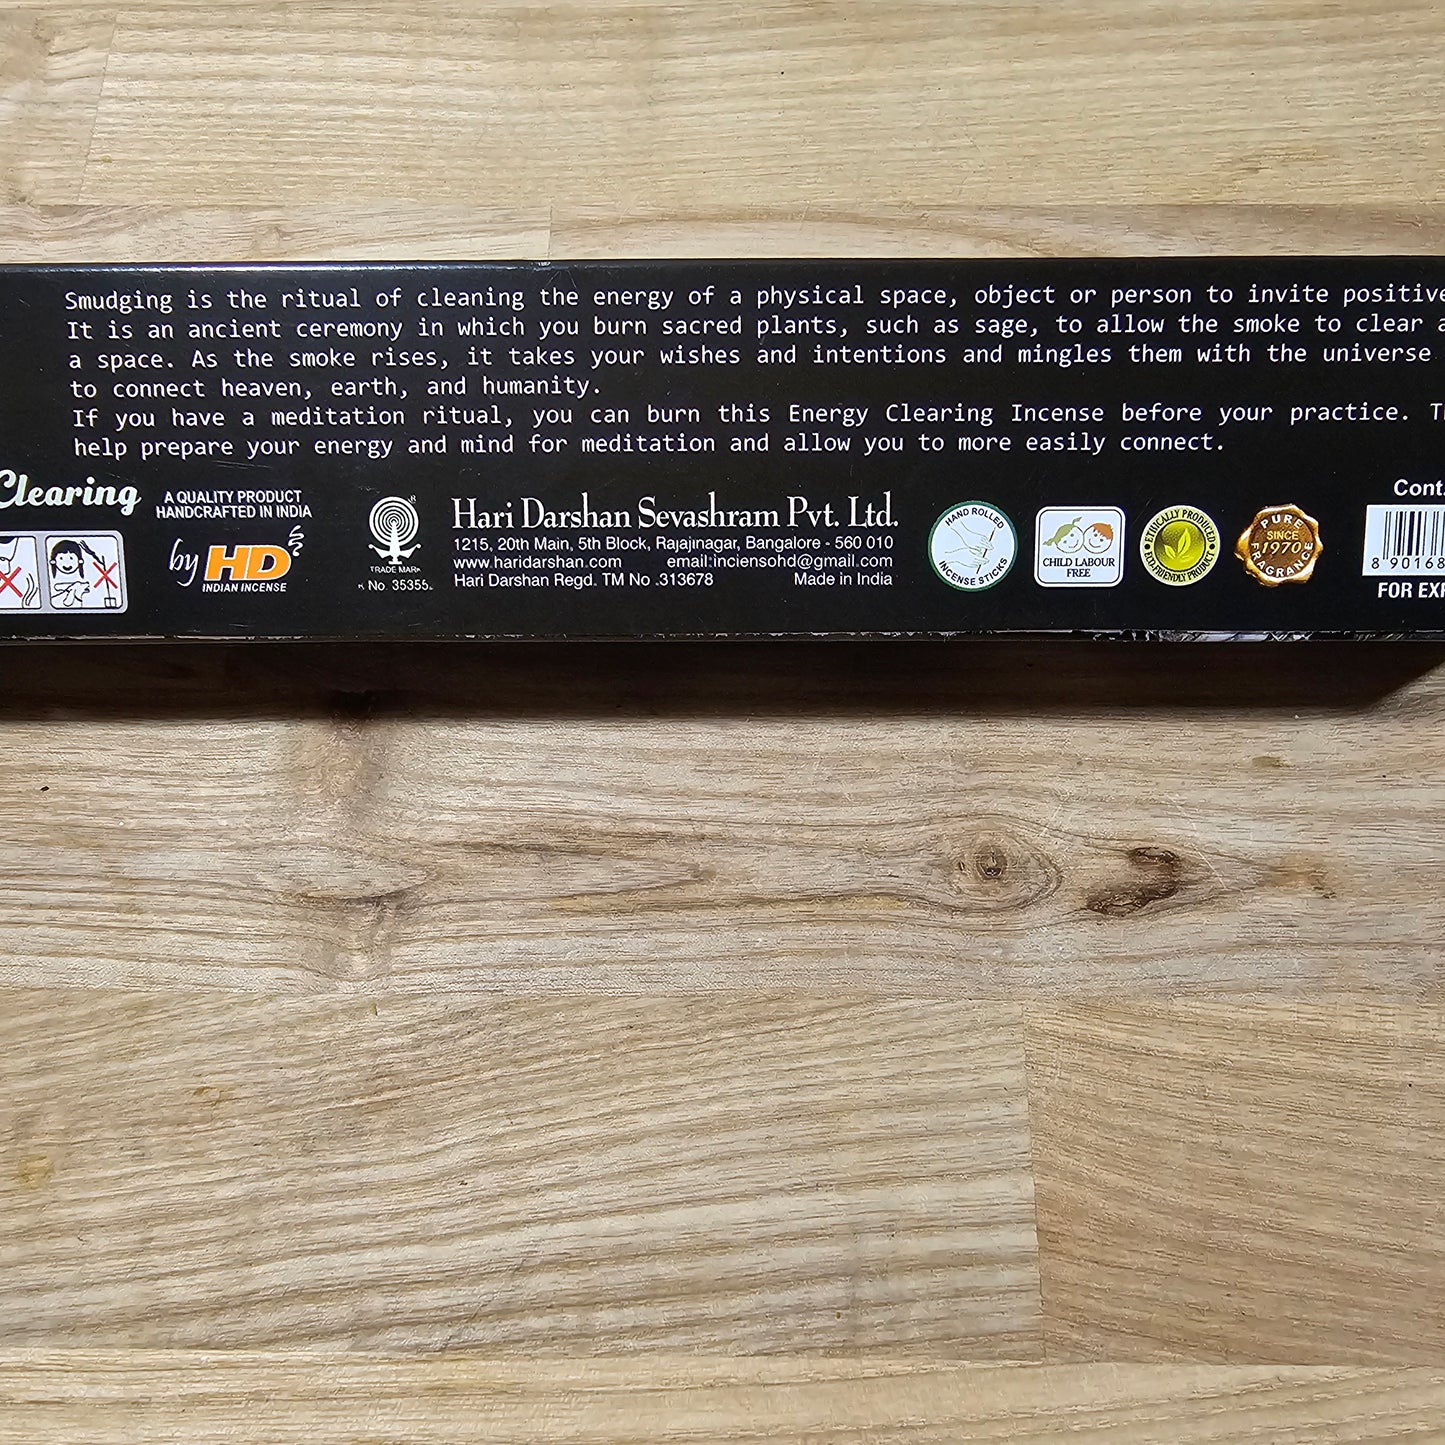 Smudging is the ritual of cleaning the energy of a physical space, object or person to invite positive
It is an ancient ceremony in which you burn sacred plants, such as sage, to allow the smoke to clear
a space. As the smoke rises, it takes your wishes and intentions and mingles them with the universe
to connect heaven, earth, and humanity.
If you have a meditation ritual, you can burn this Energy Clearing Incense before your practice.
help prepare your energy and mind for meditation and allow you to more easily connect.
Clearing
A QUALITY PRODUCT
HANDCRAFTED IN INDIA
by HD
INDIAN INCENSE
R
TRADE MARK
No. 35355
Hari Darshan Sevashram Pvt. Ltd.
1215, 20th Main, 5th Block, Rajajinagar, Bangalore - 560 010
www.haridarshan.com email:inciensohd@gmail.com
Hari Darshan Regd. TM No .313678 Made in India
HAND ROLLED
INCENSE STICKS
CHILD LABOUR
FREE
ETHICALLY PRODUCED
ECO-FRIENDLY PRODUCT
PURE
SINCE
1970
FRAGRANCE
Cont.
8 90168
FOR EXP